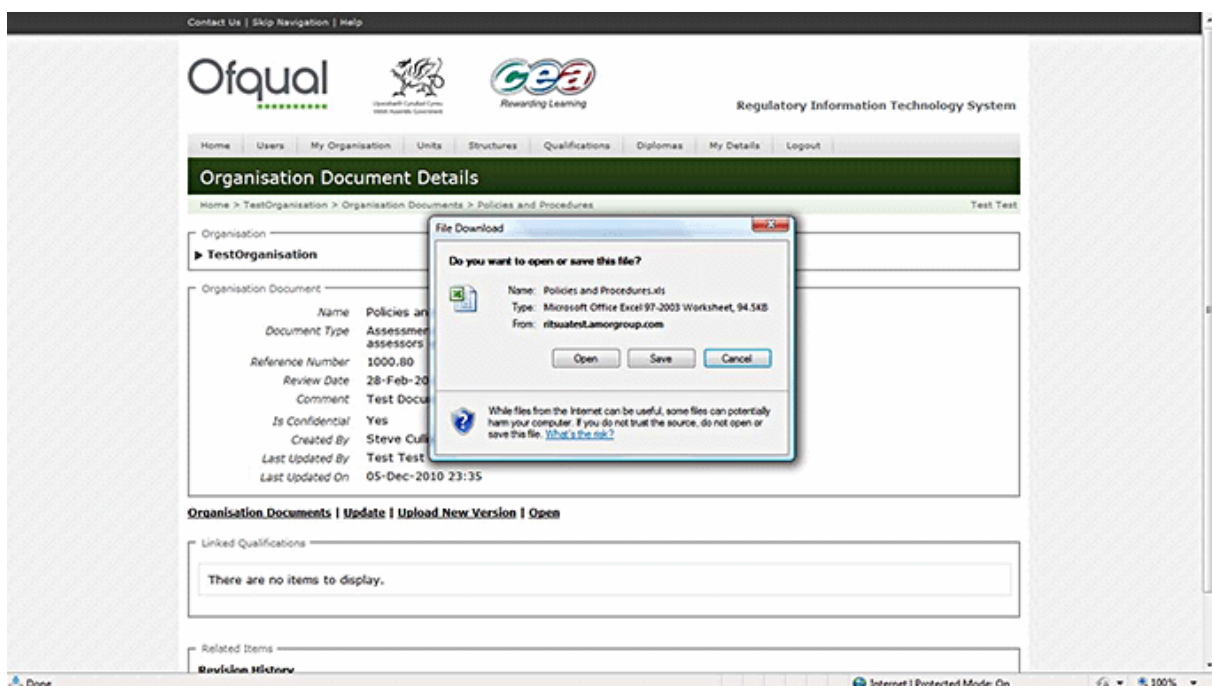 Contact Us | Skip Navigation | Help
Ofqual
Rewarding Learning
Regulatory Information Technology System
Home Users My Organisation Units Structures Qualifications Diplomas My Details Logout
Organisation Document Details
Home > TestOrganisation > Organisation Documents > Policies and Procedures Test Test
File Download
Do you want to open or save this file?
Name: Policies and Procedures.xls
Type: Microsoft Office Excel 97-2003 Worksheet, 94.5KB
From: ritsuatest.amorgroup.com
Open Save Cancel
While files from the Internet can be useful, some files can potentially
harm your computer. If you do not trust the source, do not open or
save this file. What's the risk?
Organisation
TestOrganisation
Organisation Document
Name Policies an
Document Type Assessmen
assessors
Reference Number 1000.80
Review Date 28-Feb-20
Comment Test Docu
Is Confidential Yes
Created By Steve Cull
Last Updated By Test Test
Last Updated On 05-Dec-2010 23:35
Organisation Documents | Update | Upload New Version | Open
Linked Qualifications
There are no items to display.
Related Items
Revision History
Done Internet | Protected Mode: On 100%